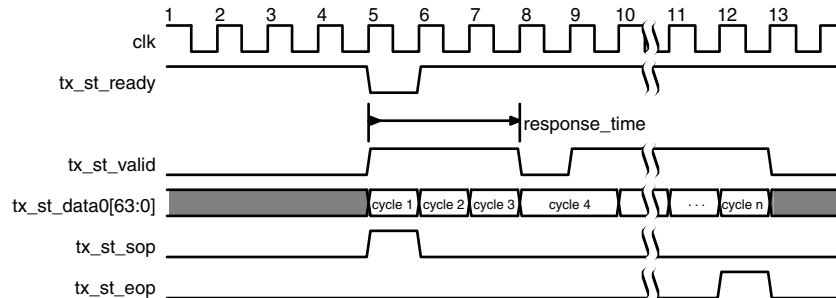 1 2 3 4 5 6 7 8 9 10 11 12 13
clk
tx_st_ready
response_time
tx_st_valid
tx_st_data0[63:0] cycle 1 cycle 2 cycle 3 cycle 4 . . . cycle n
tx_st_sop
tx_st_eop